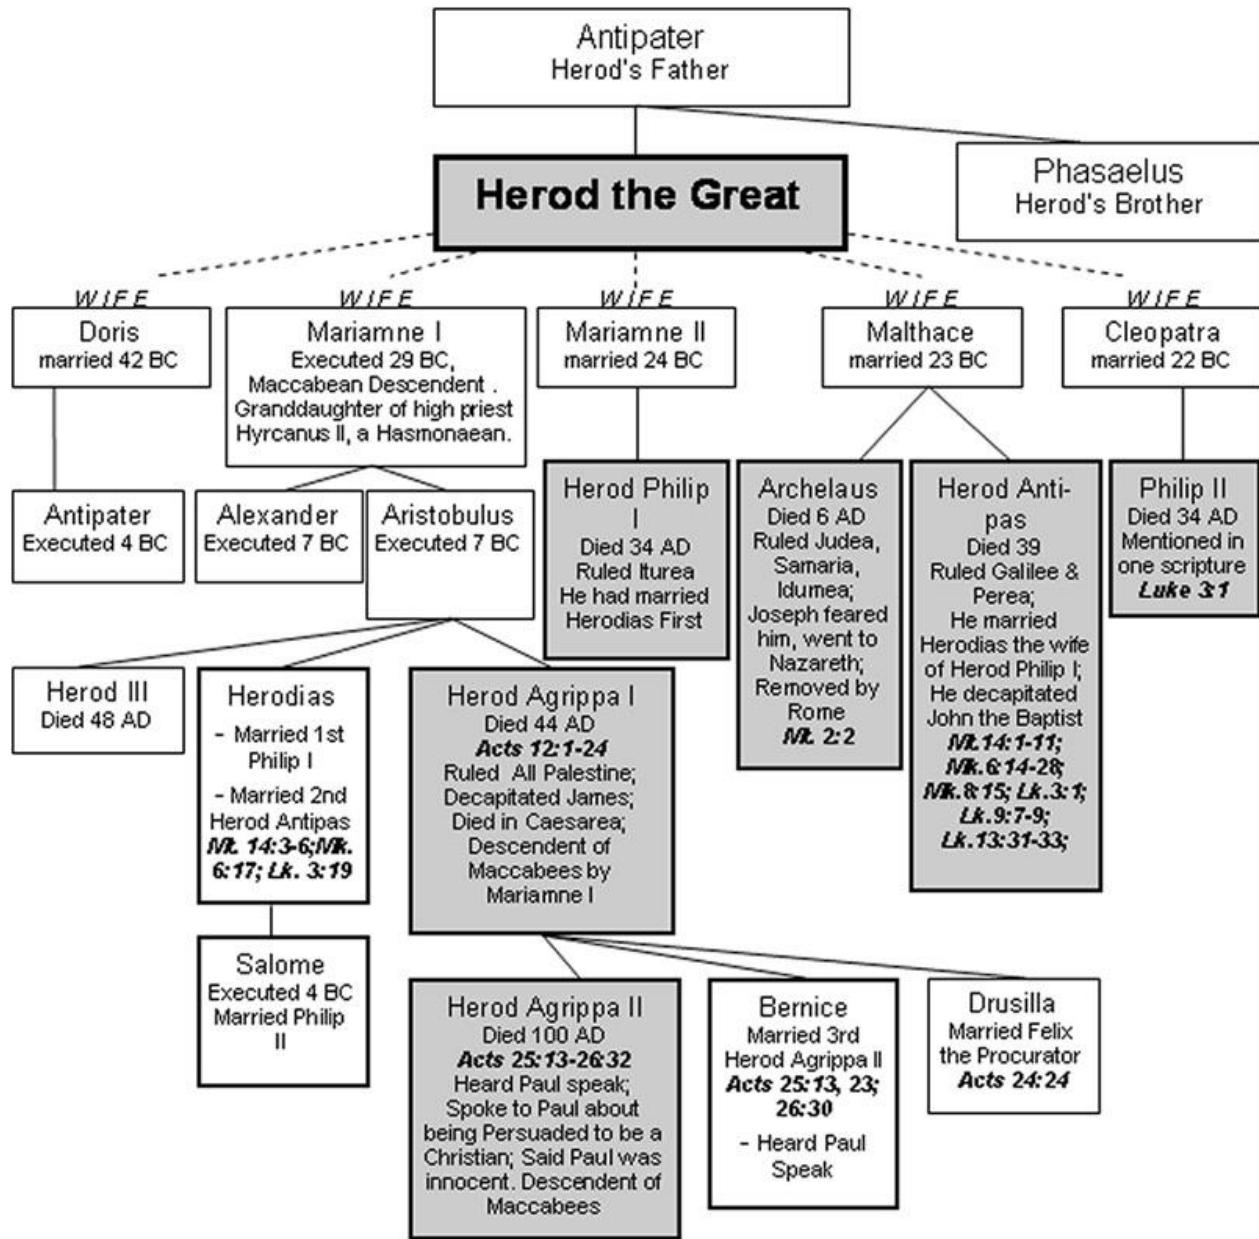 Antipater
Herod's Father
Herod the Great
Phasaelus
Herod's Brother
WIFE
Doris
married 42 BC
WIFE
Mariamne I
Executed 29 BC,
Maccabean Descendent .
Granddaughter of high priest
Hyrcanus II, a Hasmonaean.
WIFE
Mariamne II
married 24 BC
WIFE
Malthace
married 23 BC
WIFE
Cleopatra
married 22 BC
Antipater
Executed 4 BC
Alexander
Executed 7 BC
Aristobulus
Executed 7 BC
Herod Philip
I
Died 34 AD
Ruled Iturea
He had married
Herodias First
Archelaus
Died 6 AD
Ruled Judea,
Samaria,
Idumea;
Joseph feared
him, went to
Nazareth;
Removed by
Rome
Mt. 2:2
Herod Anti-
pas
Died 39
Ruled Galilee &
Perea;
He married
Herodias the wife
of Herod Philip I;
He decapitated
John the Baptist
Mt.14:1-11;
Mk.6:14-28;
Mk.8:15; Lk.3:1;
Lk.9:7-9;
Lk.13:31-33;
Philip II
Died 34 AD
Mentioned in
one scripture
Luke 3:1
Herod III
Died 48 AD
Herodias
- Married 1st
Philip I
- Married 2nd
Herod Antipas
Mt. 14:3-6;Mk.
6:17; Lk. 3:19
Herod Agrippa I
Died 44 AD
Acts 12:1-24
Ruled All Palestine;
Decapitated James;
Died in Caesarea;
Descendent of
Maccabees by
Mariamne I
Salome
Executed 4 BC
Married Philip
II
Herod Agrippa II
Died 100 AD
Acts 25:13-26:32
Heard Paul speak;
Spoke to Paul about
being Persuaded to be a
Christian; Said Paul was
innocent. Descendent of
Maccabees
Bernice
Married 3rd
Herod Agrippa II
Acts 25:13, 23;
26:30
- Heard Paul
Speak
Drusilla
Married Felix
the Procurator
Acts 24:24